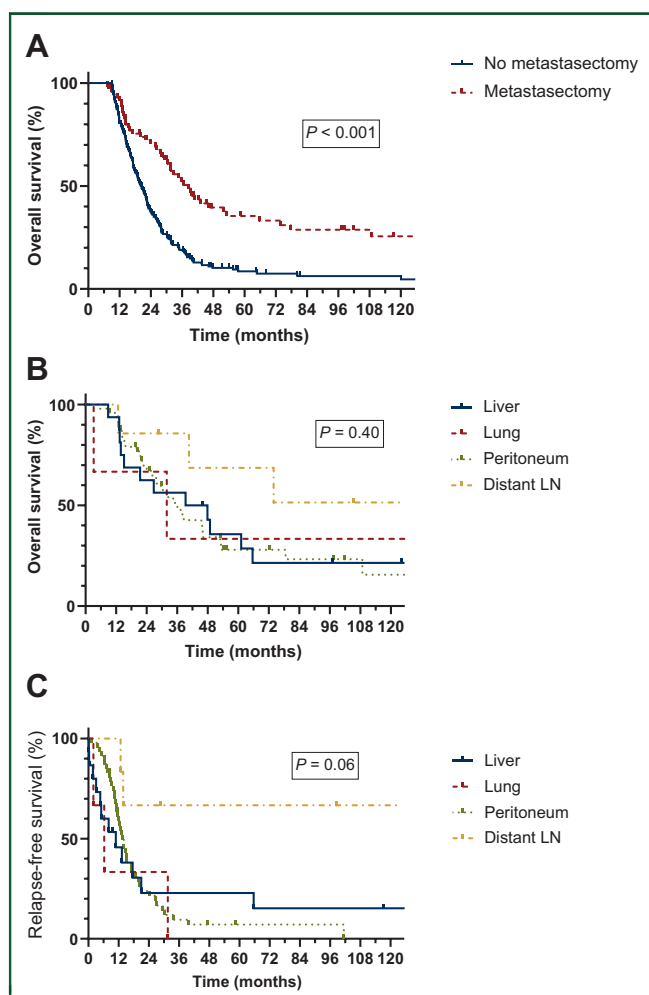 A
No metastasectomy
Metastasectomy
P < 0.001
Overall survival (%)
100
50
0
0 12 24 36 48 60 72 84 96 108 120
Time (months)
B
Liver
Lung
Peritoneum
Distant LN
P = 0.40
Overall survival (%)
100
50
0
0 12 24 36 48 60 72 84 96 108 120
Time (months)
C
Liver
Lung
Peritoneum
Distant LN
P = 0.06
Relapse-free survival (%)
100
50
0
0 12 24 36 48 60 72 84 96 108 120
Time (months)